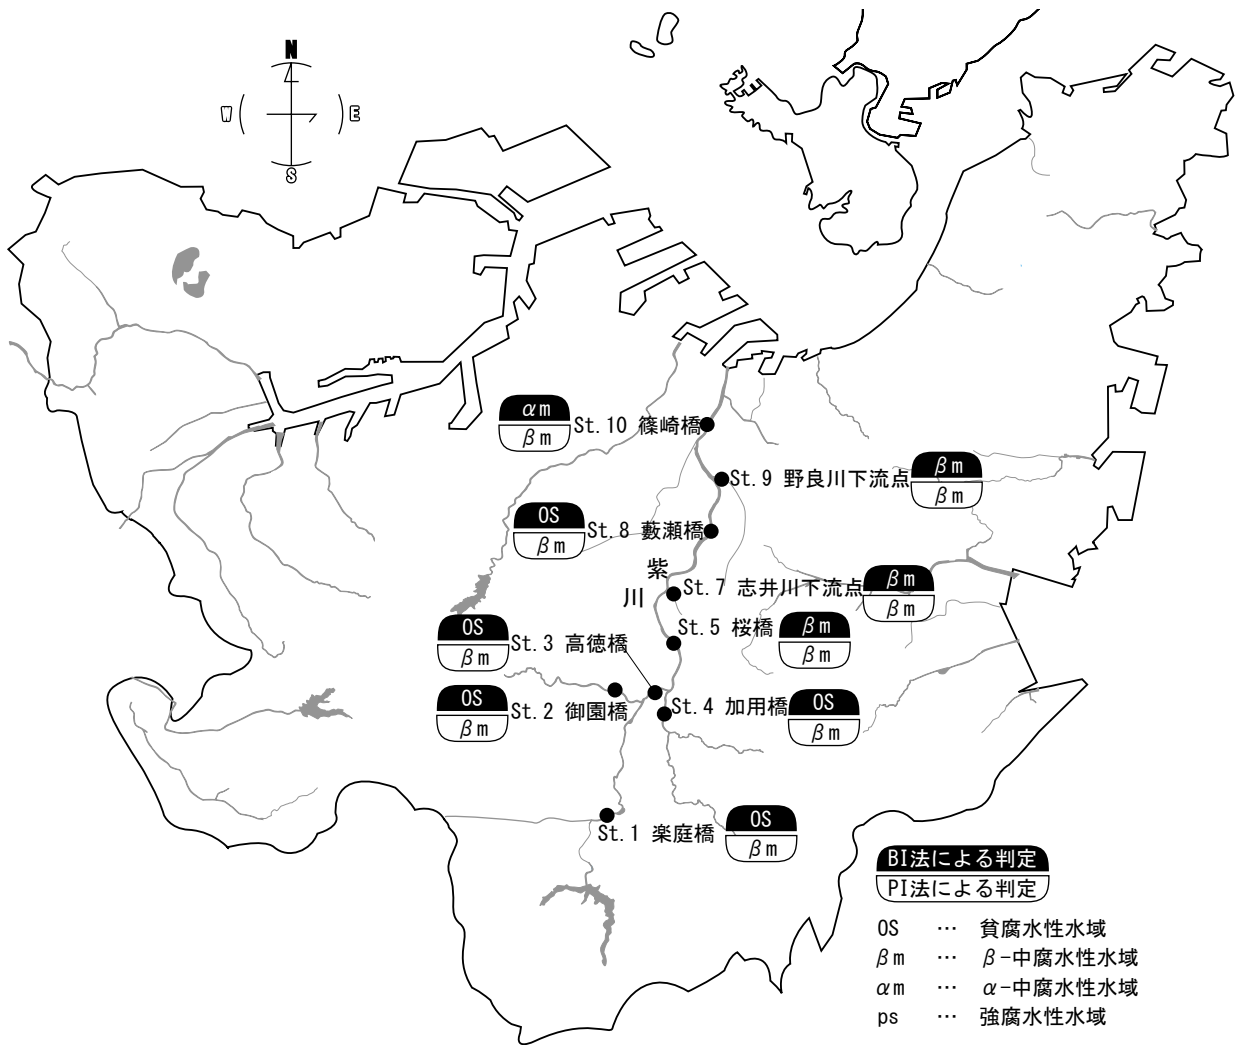 N
W
E
S
αm
βm
St.10 篠崎橋
St.9 野良川下流点
βm
βm
OS
βm
St.8 藪瀬橋
紫
川
St.7 志井川下流点
βm
βm
St.5 桜橋
βm
βm
OS
βm
St.3 高徳橋
OS
βm
St.2 御園橋
St.4 加用橋
OS
βm
St.1 楽庭橋
OS
βm
BI法による判定
PI法による判定
OS … 貧腐水性水域
βm … β-中腐水性水域
αm … α-中腐水性水域
ps … 強腐水性水域